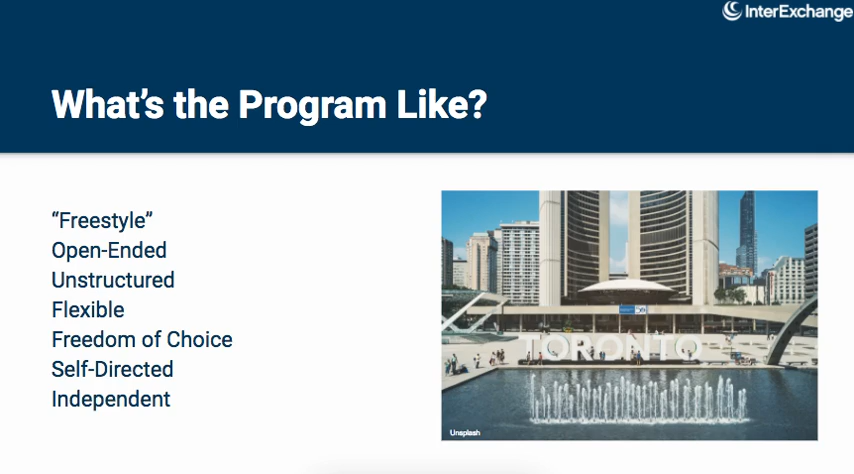 InterExchange
What's the Program Like?
“Freestyle”
Open-Ended
Unstructured
Flexible
Freedom of Choice
Self-Directed
Independent
TORONTO
Unsplash